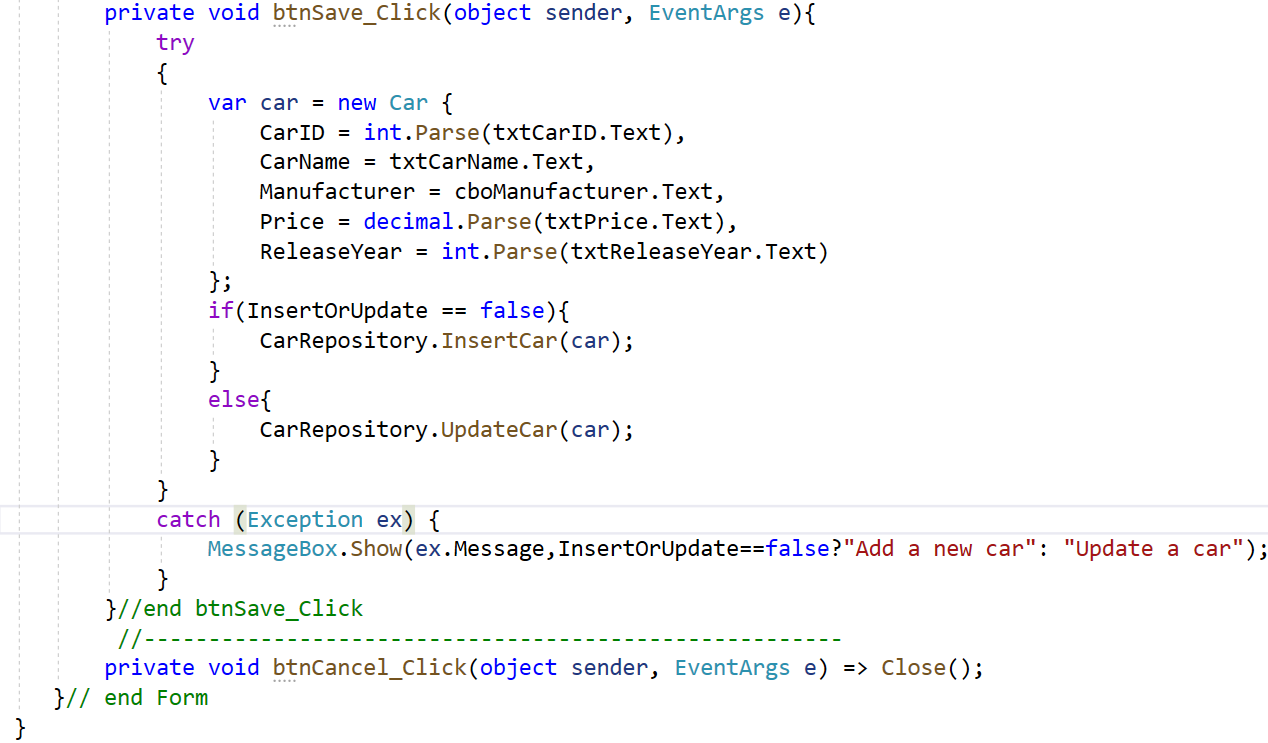 private void btnSave_Click(object sender, EventArgs e){
try
{
var car = new Car {
CarID = int.Parse(txtCarID.Text),
CarName = txtCarName.Text,
Manufacturer = cboManufacturer.Text,
Price = decimal.Parse(txtPrice.Text),
ReleaseYear = int.Parse(txtReleaseYear.Text)
};
if(InsertOrUpdate == false){
CarRepository.InsertCar(car);
}
else{
CarRepository.UpdateCar(car);
}
}
catch (Exception ex) {
MessageBox.Show(ex.Message,InsertOrUpdate==false?"Add a new car": "Update a car");
}
}//end btnSave_Click
//------------------------------------------------------
private void btnCancel_Click(object sender, EventArgs e) => Close();
}// end Form
}